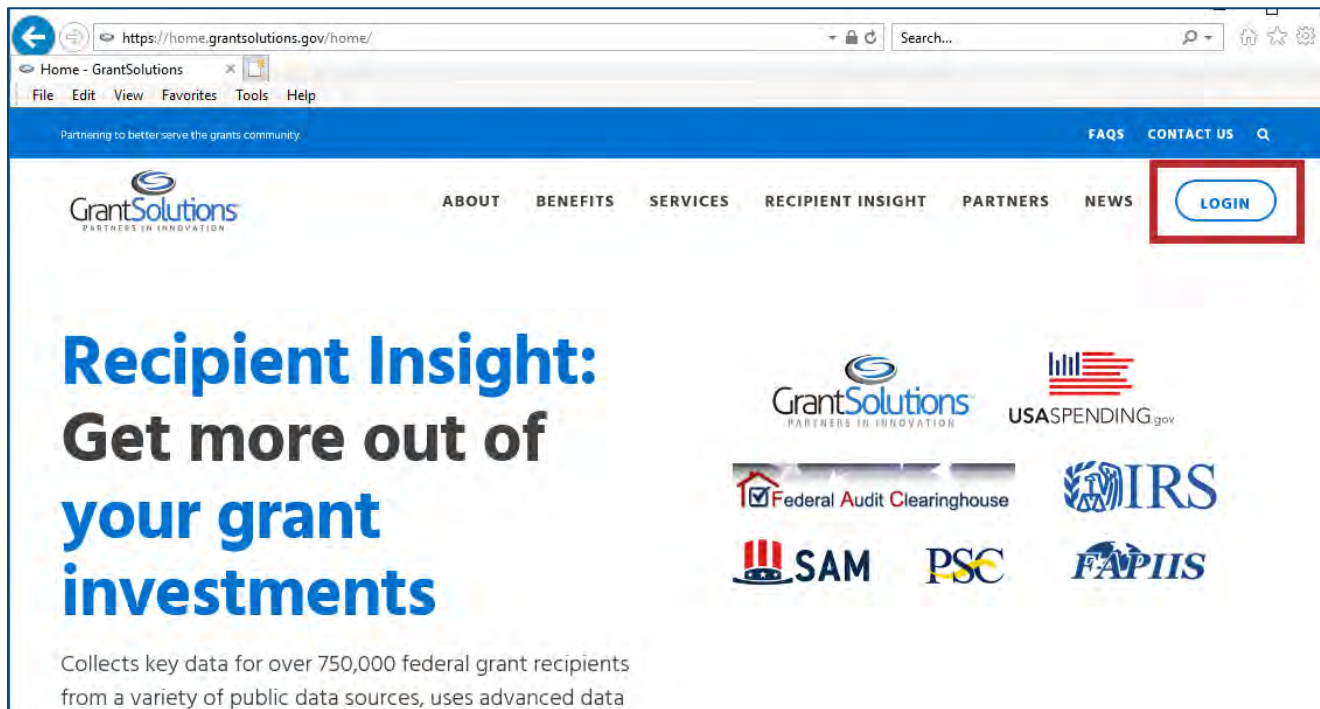 https://home.grantsolutions.gov/home/
Search...
Home - GrantSolutions
File Edit View Favorites Tools Help
Partnering to better serve the grants community.
FAQS CONTACT US
GrantSolutions
PARTNERS IN INNOVATION
ABOUT BENEFITS SERVICES RECIPIENT INSIGHT PARTNERS NEWS LOGIN
Recipient Insight:
Get more out of
your grant
investments
GrantSolutions
PARTNERS IN INNOVATION
USASPENDING.gov
Federal Audit Clearinghouse
IRS
SAM
PSC
FAPIIS
Collects key data for over 750,000 federal grant recipients
from a variety of public data sources, uses advanced data